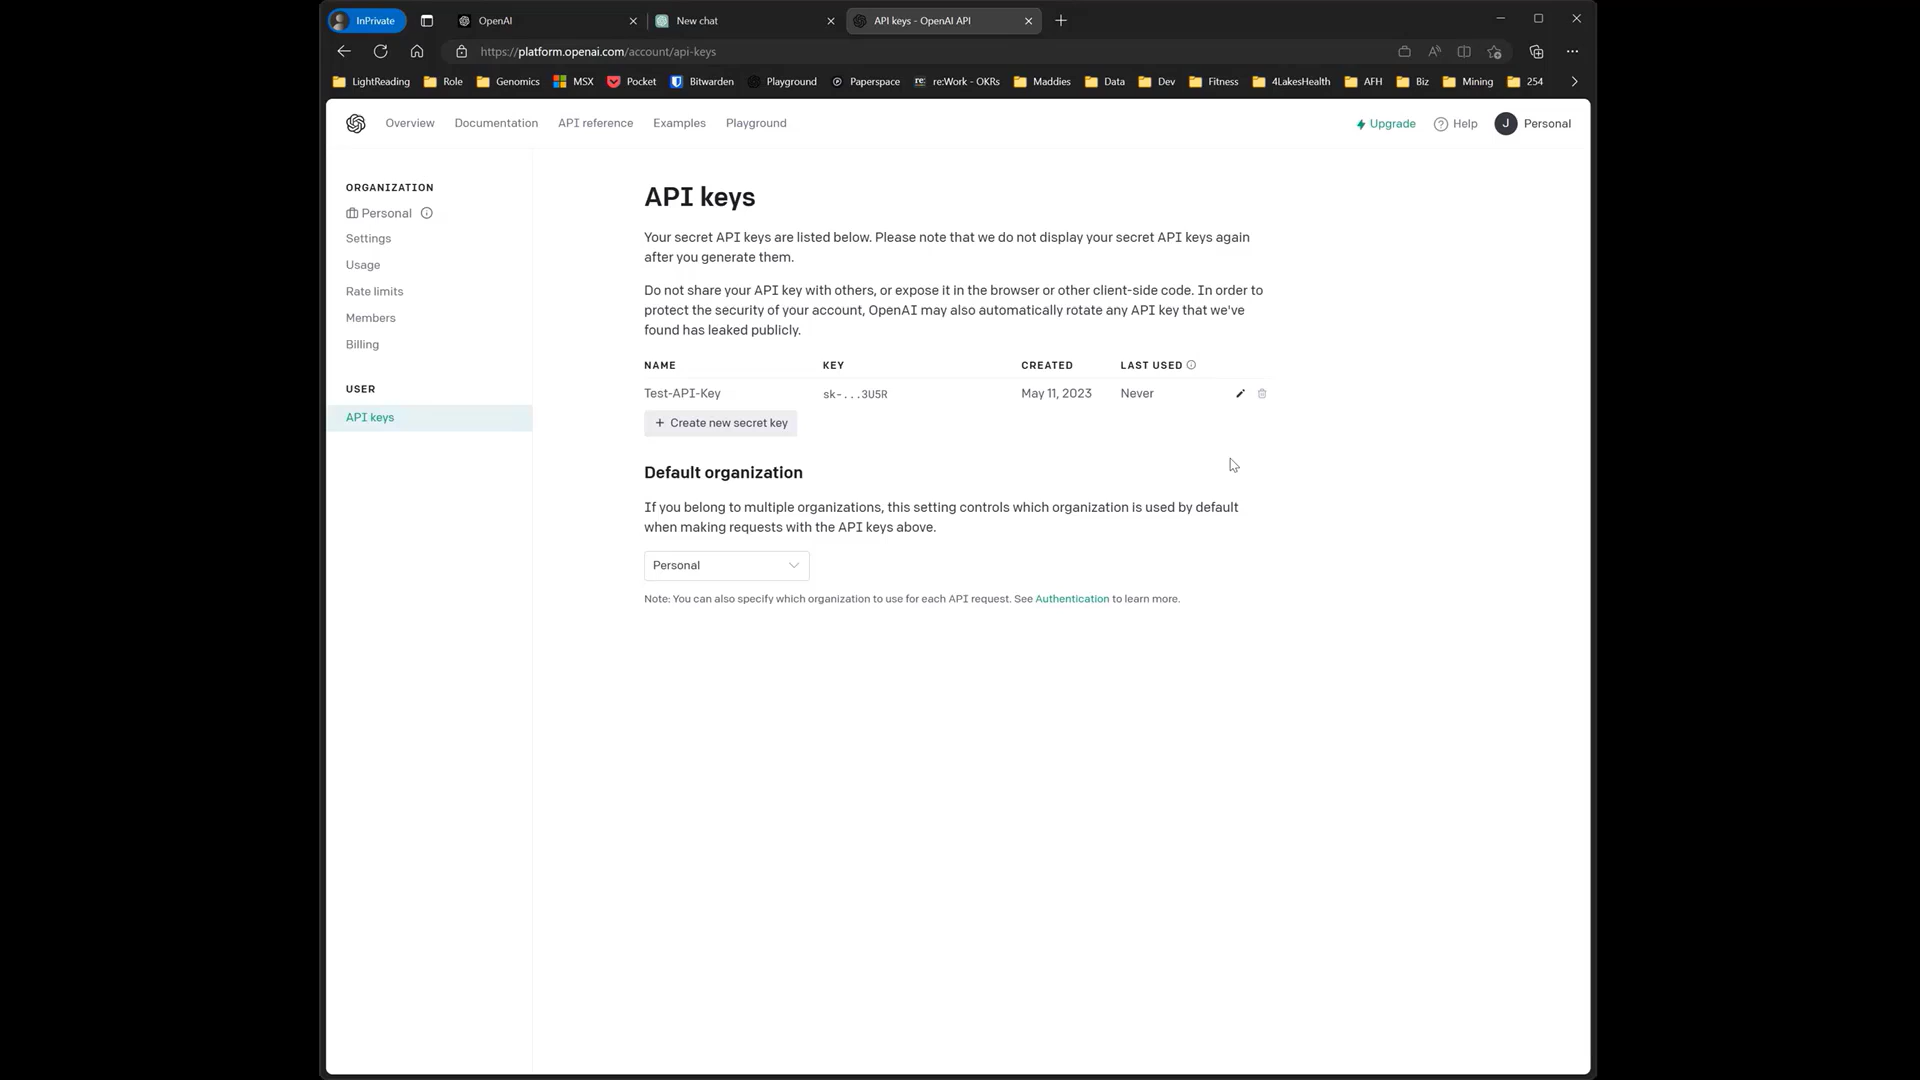 InPrivate
OpenAI
New chat
API keys - OpenAI API
https://platform.openai.com/account/api-keys
LightReading Role Genomics MSX Pocket Bitwarden Playground Paperspace re: re:Work - OKRs Maddies Data Dev Fitness 4LakesHealth AFH Biz Mining 254
Overview Documentation API reference Examples Playground Upgrade Help J Personal
ORGANIZATION
Personal
Settings
Usage
Rate limits
Members
Billing
USER
API keys
API keys
Your secret API keys are listed below. Please note that we do not display your secret API keys again
after you generate them.
Do not share your API key with others, or expose it in the browser or other client-side code. In order to
protect the security of your account, OpenAI may also automatically rotate any API key that we've
found has leaked publicly.
NAME KEY CREATED LAST USED
Test-API-Key sk-...3U5R May 11, 2023 Never
+ Create new secret key
Default organization
If you belong to multiple organizations, this setting controls which organization is used by default
when making requests with the API keys above.
Personal
Note: You can also specify which organization to use for each API request. See Authentication to learn more.